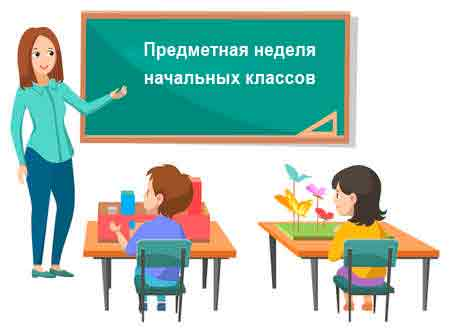 Предметная неделя
начальных классов